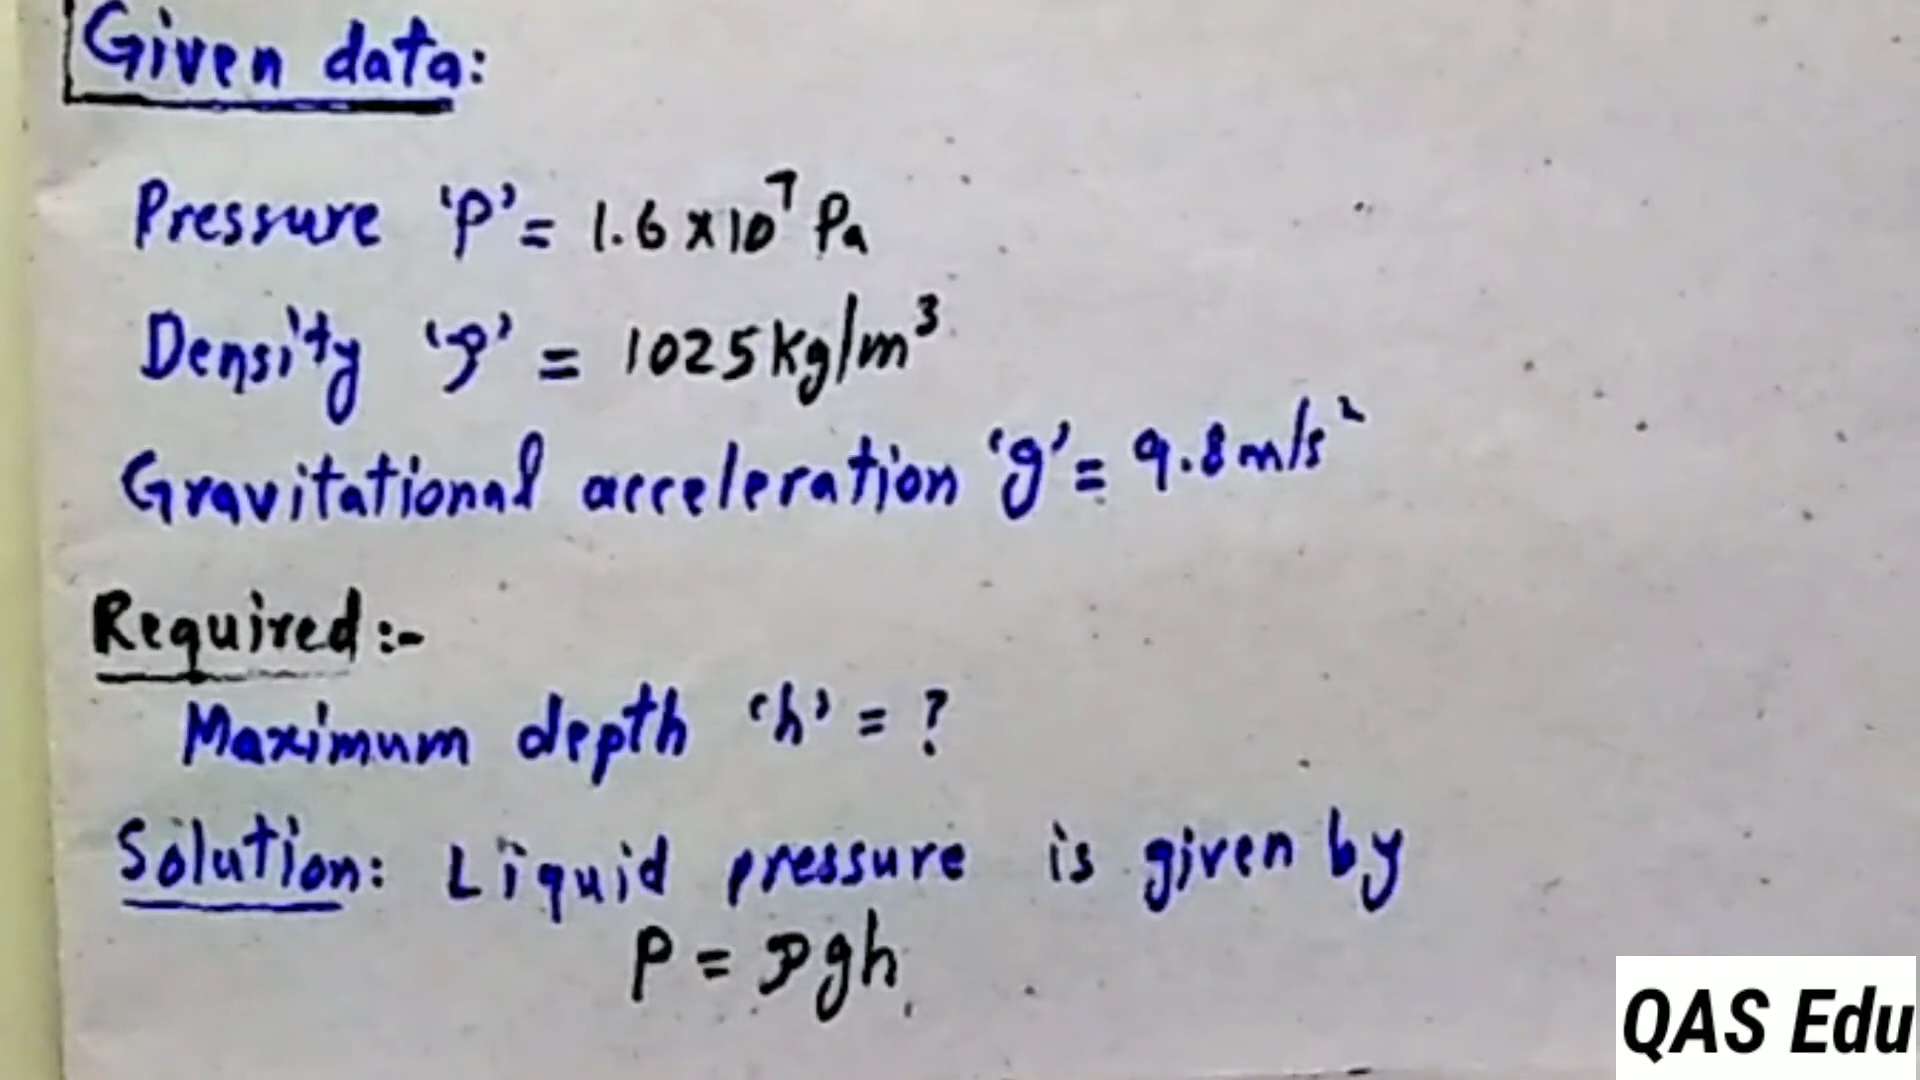 Given data:
Pressure 'P' = 1.6 × 10⁷ Pa
Density 'ρ' = 1025 kg/m³
Gravitational acceleration 'g' = 9.8 m/s²
Required:-
Maximum depth 'h' = ?
Solution: Liquid pressure is given by
P = ρgh
QAS Edu